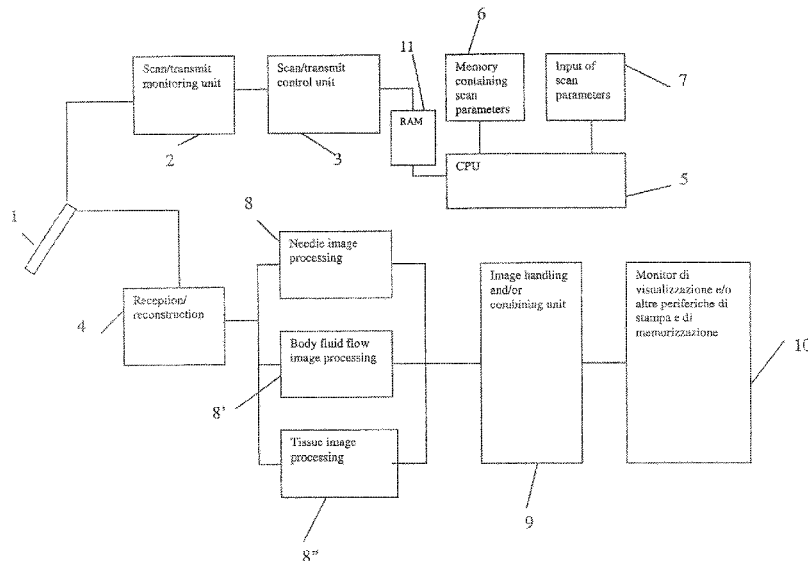 6
11
Scan/transmit
monitoring unit
Scan/transmit
control unit
Memory
containing
scan
parameters
Input of
scan
parameters
7
RAM
2
3
CPU
5
1
8
Needle image
processing
Image handling
and/or
combining unit
Monitor di
visualizzazione e/o
altre periferiche di
stampa e di
memorizzazione
Reception/
reconstruction
4
Body fluid flow
image processing
10
8'
Tissue image
processing
9
8"